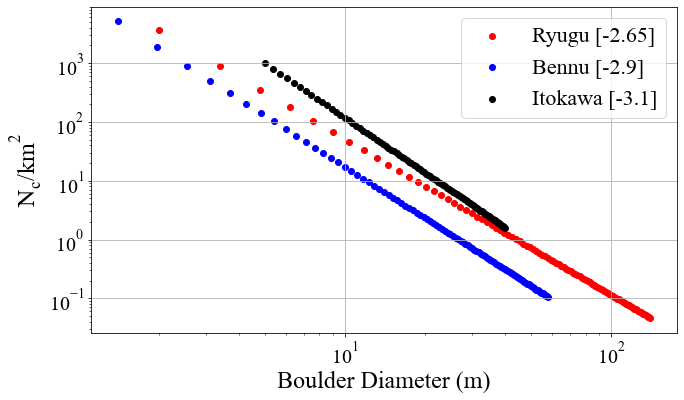 Ryugu [-2.65]
Bennu [-2.9]
Itokawa [-3.1]
N_c/km^2
10^3
10^2
10^1
10^0
10^-1
10^1
10^2
Boulder Diameter (m)